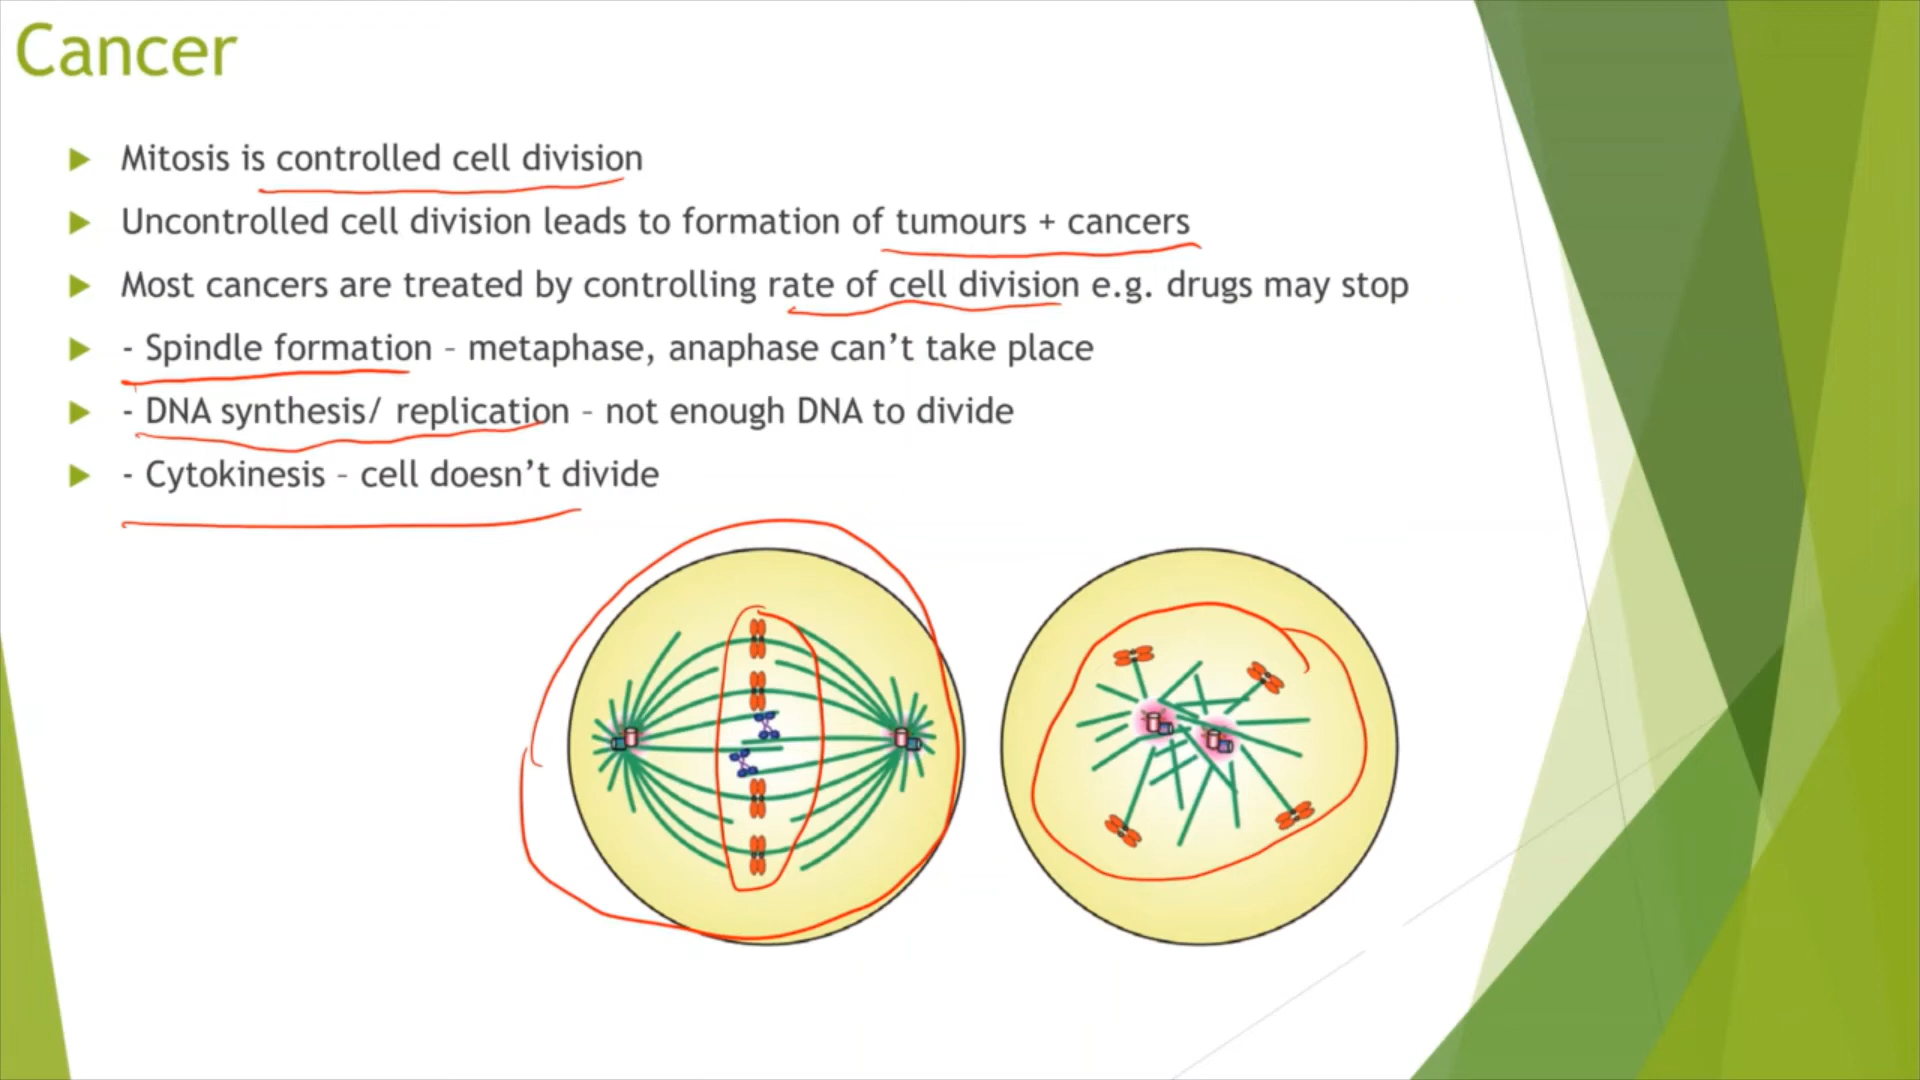 Cancer
Mitosis is controlled cell division
Uncontrolled cell division leads to formation of tumours + cancers
Most cancers are treated by controlling rate of cell division e.g. drugs may stop
- Spindle formation – metaphase, anaphase can’t take place
- DNA synthesis/ replication – not enough DNA to divide
- Cytokinesis – cell doesn’t divide